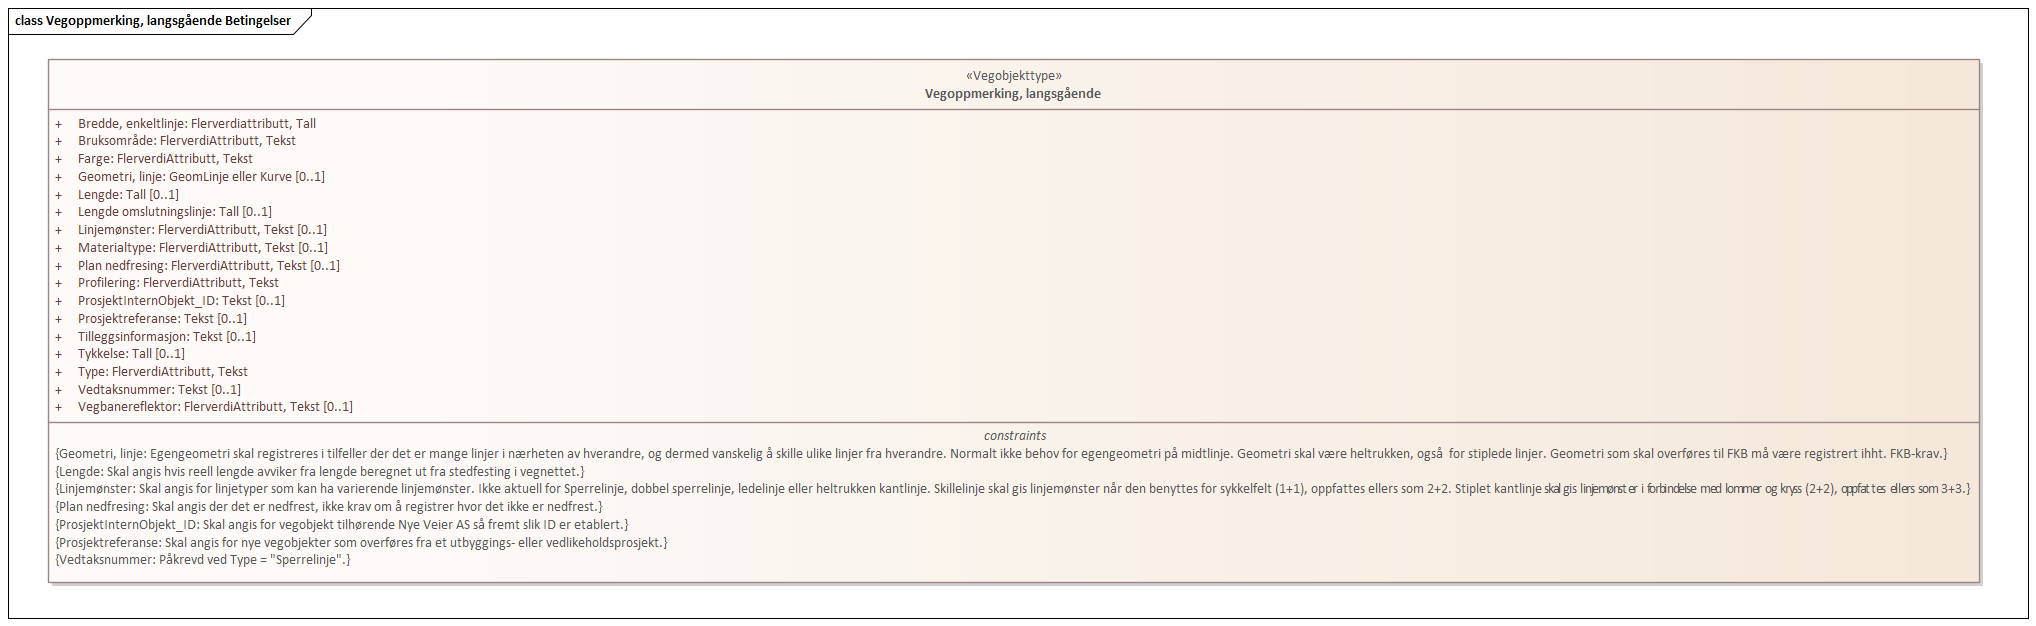 class Vegoppmerking, langsgående Betingelser
«Vegobjekttype»
Vegoppmerking, langsgående
+ Bredde, enkeltlinje: Flerverdiattributt, Tall
+ Bruksområde: FlerverdiAttributt, Tekst
+ Farge: FlerverdiAttributt, Tekst
+ Geometri, linje: GeomLinje eller Kurve [0..1]
+ Lengde: Tall [0..1]
+ Lengde omslutningslinje: Tall [0..1]
+ Linjemønster: FlerverdiAttributt, Tekst [0..1]
+ Materialtype: FlerverdiAttributt, Tekst [0..1]
+ Plan nedfresing: FlerverdiAttributt, Tekst [0..1]
+ Profilering: FlerverdiAttributt, Tekst
+ ProsjektInternObjekt_ID: Tekst [0..1]
+ Prosjektreferanse: Tekst [0..1]
+ Tilleggsinformasjon: Tekst [0..1]
+ Tykkelse: Tall [0..1]
+ Type: FlerverdiAttributt, Tekst
+ Vedtaksnummer: Tekst [0..1]
+ Vegbanereflektor: FlerverdiAttributt, Tekst [0..1]
constraints
{Geometri, linje: Egengeometri skal registreres i tilfeller der det er mange linjer i nærheten av hverandre, og dermed vanskelig å skille ulike linjer fra hverandre. Normalt ikke behov for egengeometri på midtlinje. Geometri skal være heltrukken, også  for stiplede linjer. Geometri som skal overføres til FKB må være registrert ihht. FKB-krav.}
{Lengde: Skal angis hvis reell lengde avviker fra lengde beregnet ut fra stedfesting i vegnettet.}
{Linjemønster: Skal angis for linjetyper som kan ha varierende linjemønster. Ikke aktuell for Sperrelinje, dobbel sperrelinje, ledelinje eller heltrukken kantlinje. Skillelinje skal gis linjemønster når den benyttes for sykkelfelt (1+1), oppfattes ellers som 2+2. Stiplet kantlinje skal gis linjemønster i forbindelse med lommer og kryss (2+2), oppfattes ellers som 3+3.}
{Plan nedfresing: Skal angis der det er nedfrest, ikke krav om å registrer hvor det ikke er nedfrest.}
{ProsjektInternObjekt_ID: Skal angis for vegobjekt tilhørende Nye Veier AS så fremt slik ID er etablert.}
{Prosjektreferanse: Skal angis for nye vegobjekter som overføres fra et utbyggings- eller vedlikeholdsprosjekt.}
{Vedtaksnummer: Påkrevd ved Type = "Sperrelinje".}